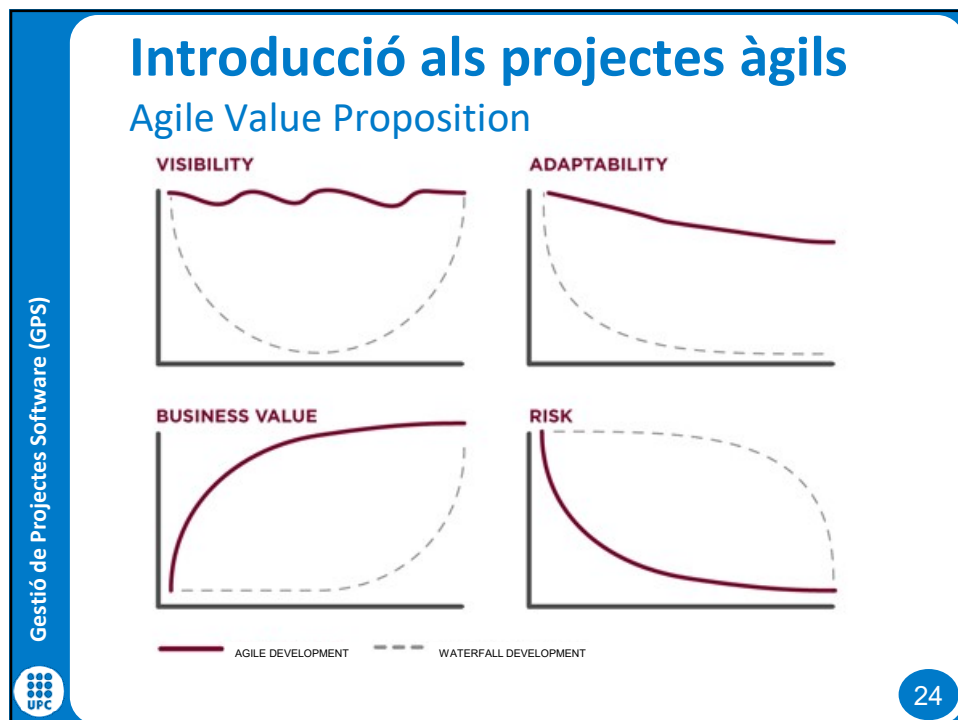 Introducció als projectes àgils
Agile Value Proposition
VISIBILITY
ADAPTABILITY
BUSINESS VALUE
RISK
AGILE DEVELOPMENT
WATERFALL DEVELOPMENT
Gestió de Projectes Software (GPS)
UPC
24